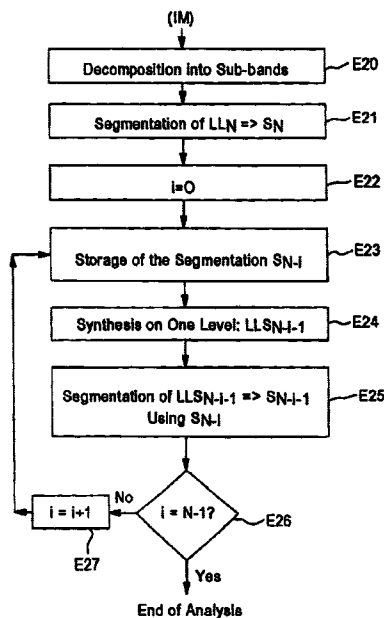 (IM)
Decomposition into Sub-bands
E20
Segmentation of LLN => SN
E21
i=0
E22
Storage of the Segmentation SN-i
E23
Synthesis on One Level: LLSN-i-1
E24
Segmentation of LLSN-i-1 => SN-i-1
Using SN-i
E25
i = N-1?
E26
No
i = i+1
E27
Yes
End of Analysis